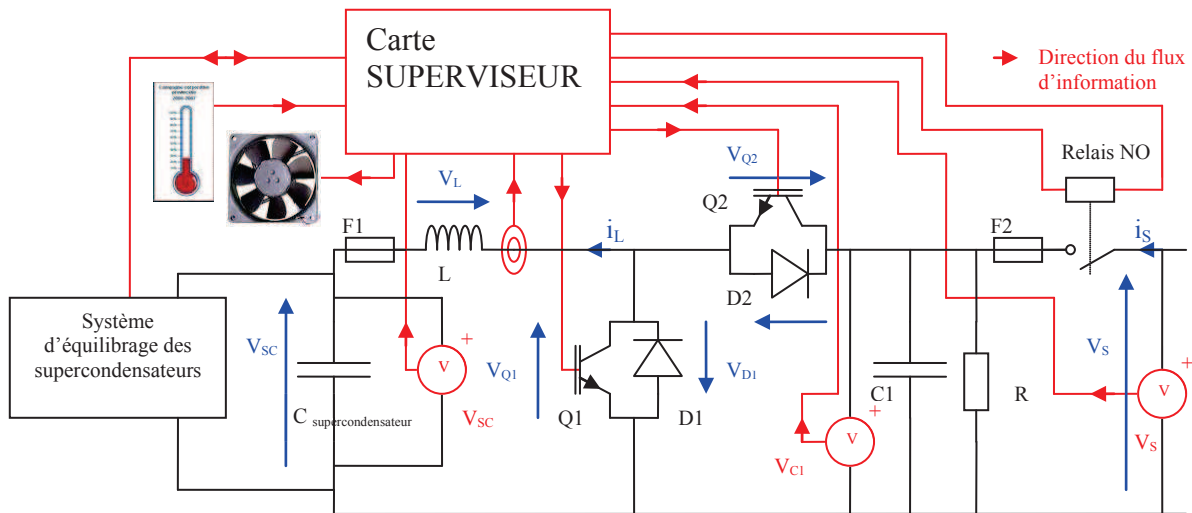 Carte
SUPERVISEUR
Direction du flux
d'information
Relais NO
V_L
V_Q2
Q2
F1
L
i_L
D2
F2
i_S
Système
d'équilibrage des
supercondensateurs
V_SC
C supercondensateur
V
+
V_SC
V_Q1
Q1
D1
V_D1
V
+
V_C1
C1
R
V_S
V
+
V_S